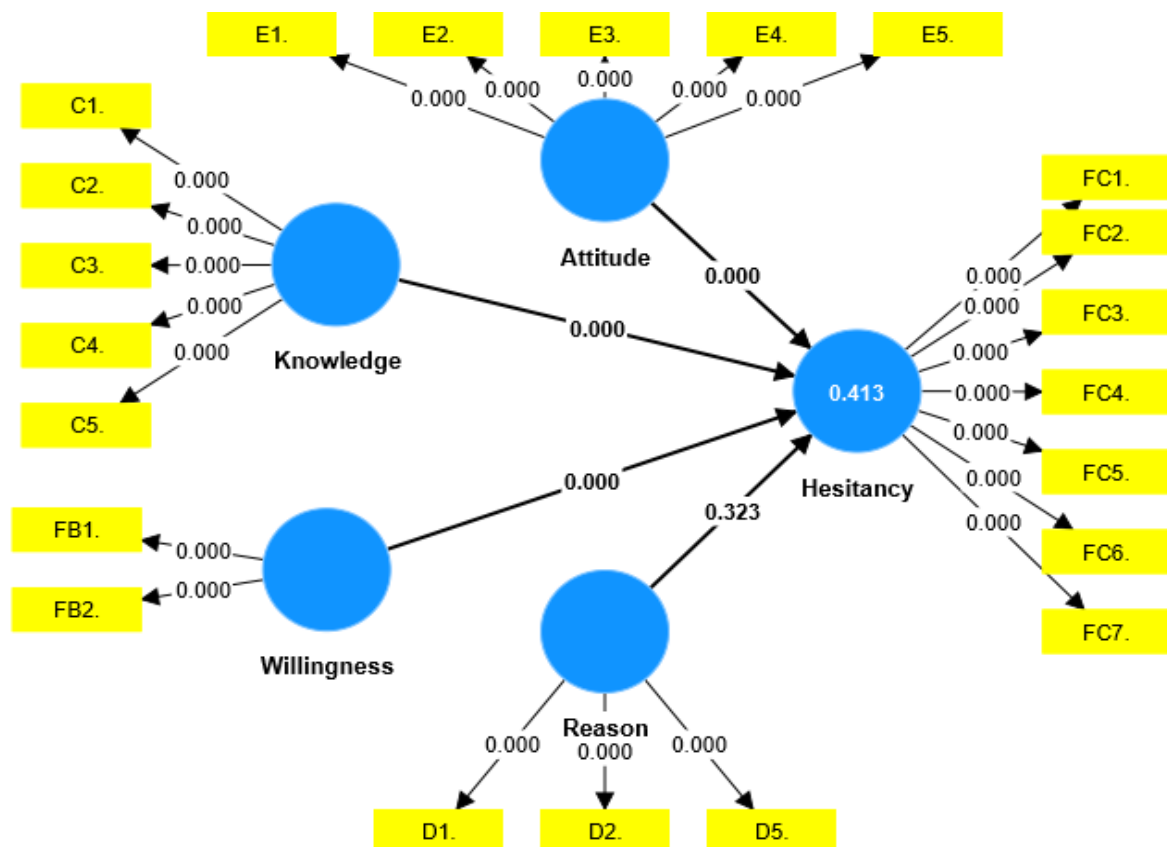 E1.
E2.
E3.
E4.
E5.
0.000
0.000
0.000
0.000
0.000
Attitude
0.000
C1.
C2.
C3.
C4.
C5.
0.000
0.000
0.000
0.000
0.000
Knowledge
0.000
FC1.
FC2.
FC3.
FC4.
FC5.
FC6.
FC7.
0.000
0.000
0.000
0.000
0.000
0.000
0.000
0.413
Hesitancy
FB1.
FB2.
0.000
0.000
Willingness
0.000
0.323
Reason
0.000
0.000
0.000
D1.
D2.
D5.